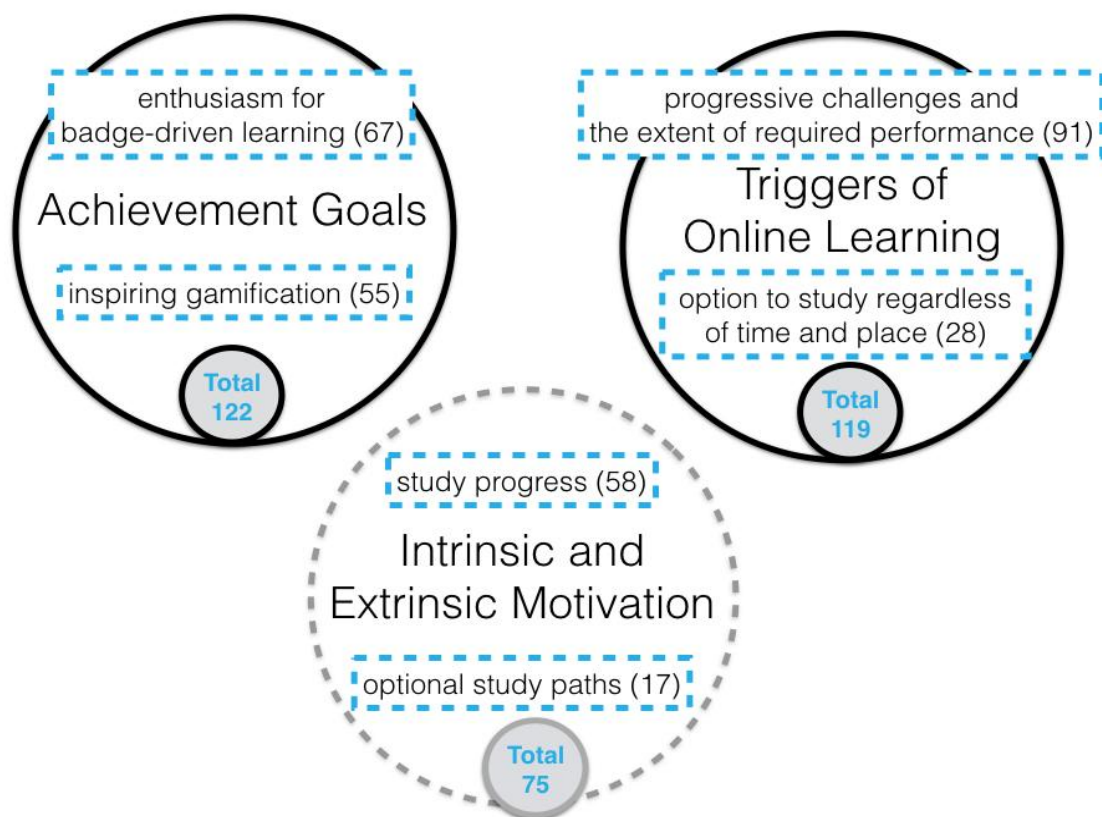 enthusiasm for
badge-driven learning (67)
Achievement Goals
inspiring gamification (55)
Total
122
progressive challenges and
the extent of required performance (91)
Triggers of
Online Learning
option to study regardless
of time and place (28)
Total
119
study progress (58)
Intrinsic and
Extrinsic Motivation
optional study paths (17)
Total
75